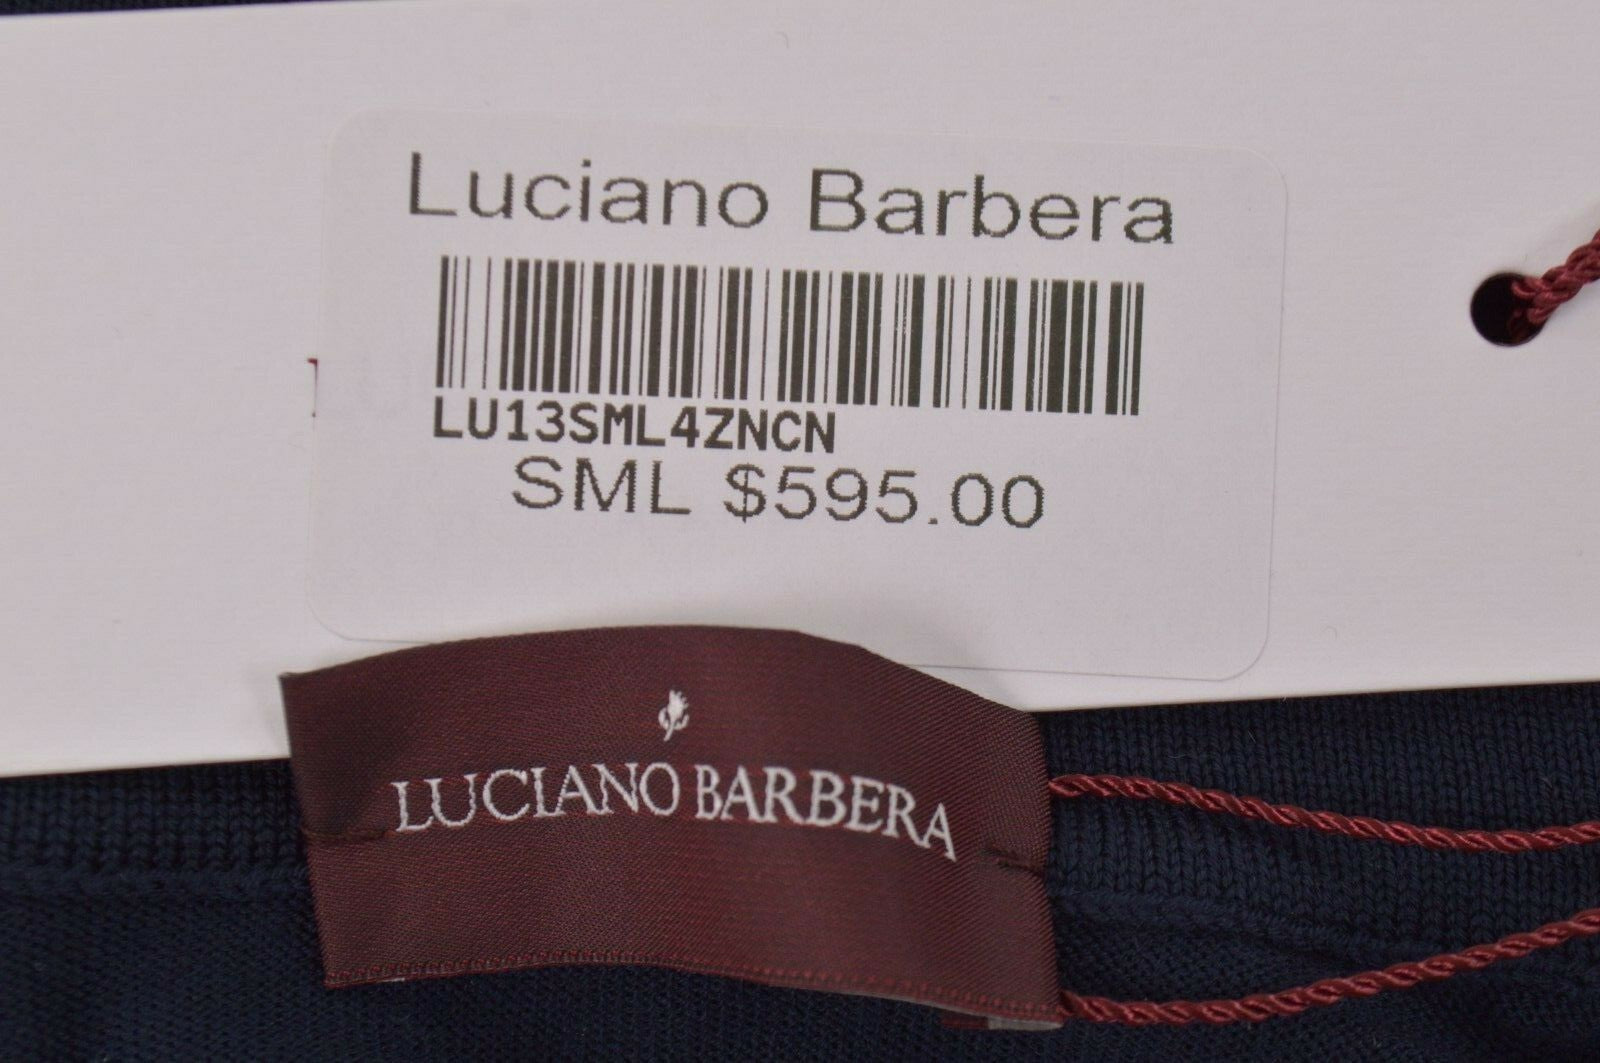 Luciano Barbera
LU13SML4ZNCN
SML $595.00
LUCIANO BARBERA